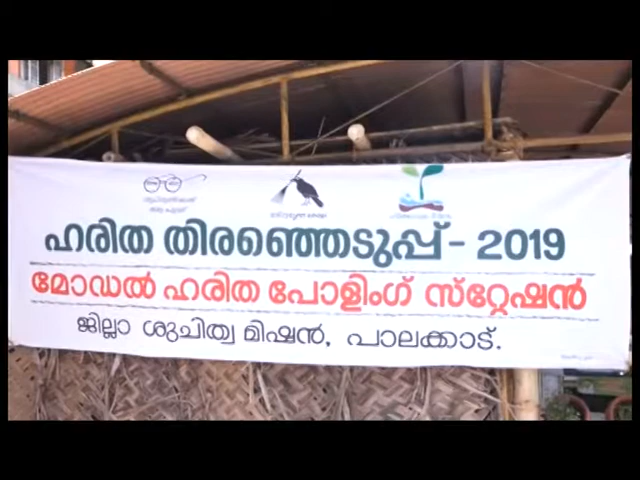 ഹരിത തിരഞ്ഞെടുപ്പ് - 2019
മോഡൽ ഹരിത പോളിംഗ് സ്റ്റേഷൻ
ജില്ലാ ശുചിത്വ മിഷൻ, പാലക്കാട്.